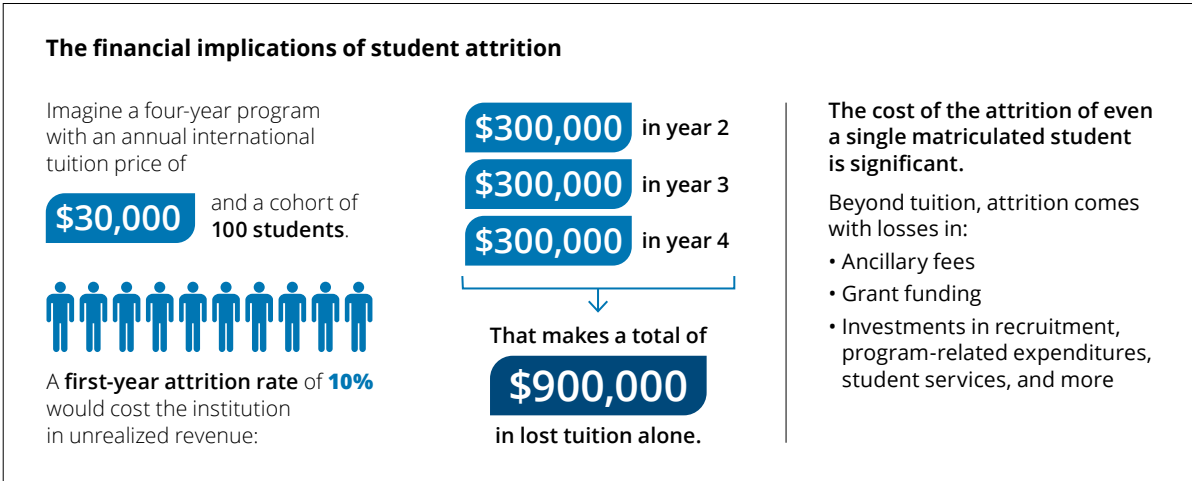 The financial implications of student attrition
Imagine a four-year program
with an annual international
tuition price of
$30,000 and a cohort of
100 students.
A first-year attrition rate of 10%
would cost the institution
in unrealized revenue:
$300,000 in year 2
$300,000 in year 3
$300,000 in year 4
That makes a total of
$900,000
in lost tuition alone.
The cost of the attrition of even
a single matriculated student
is significant.
Beyond tuition, attrition comes
with losses in:
• Ancillary fees
• Grant funding
• Investments in recruitment,
program-related expenditures,
student services, and more